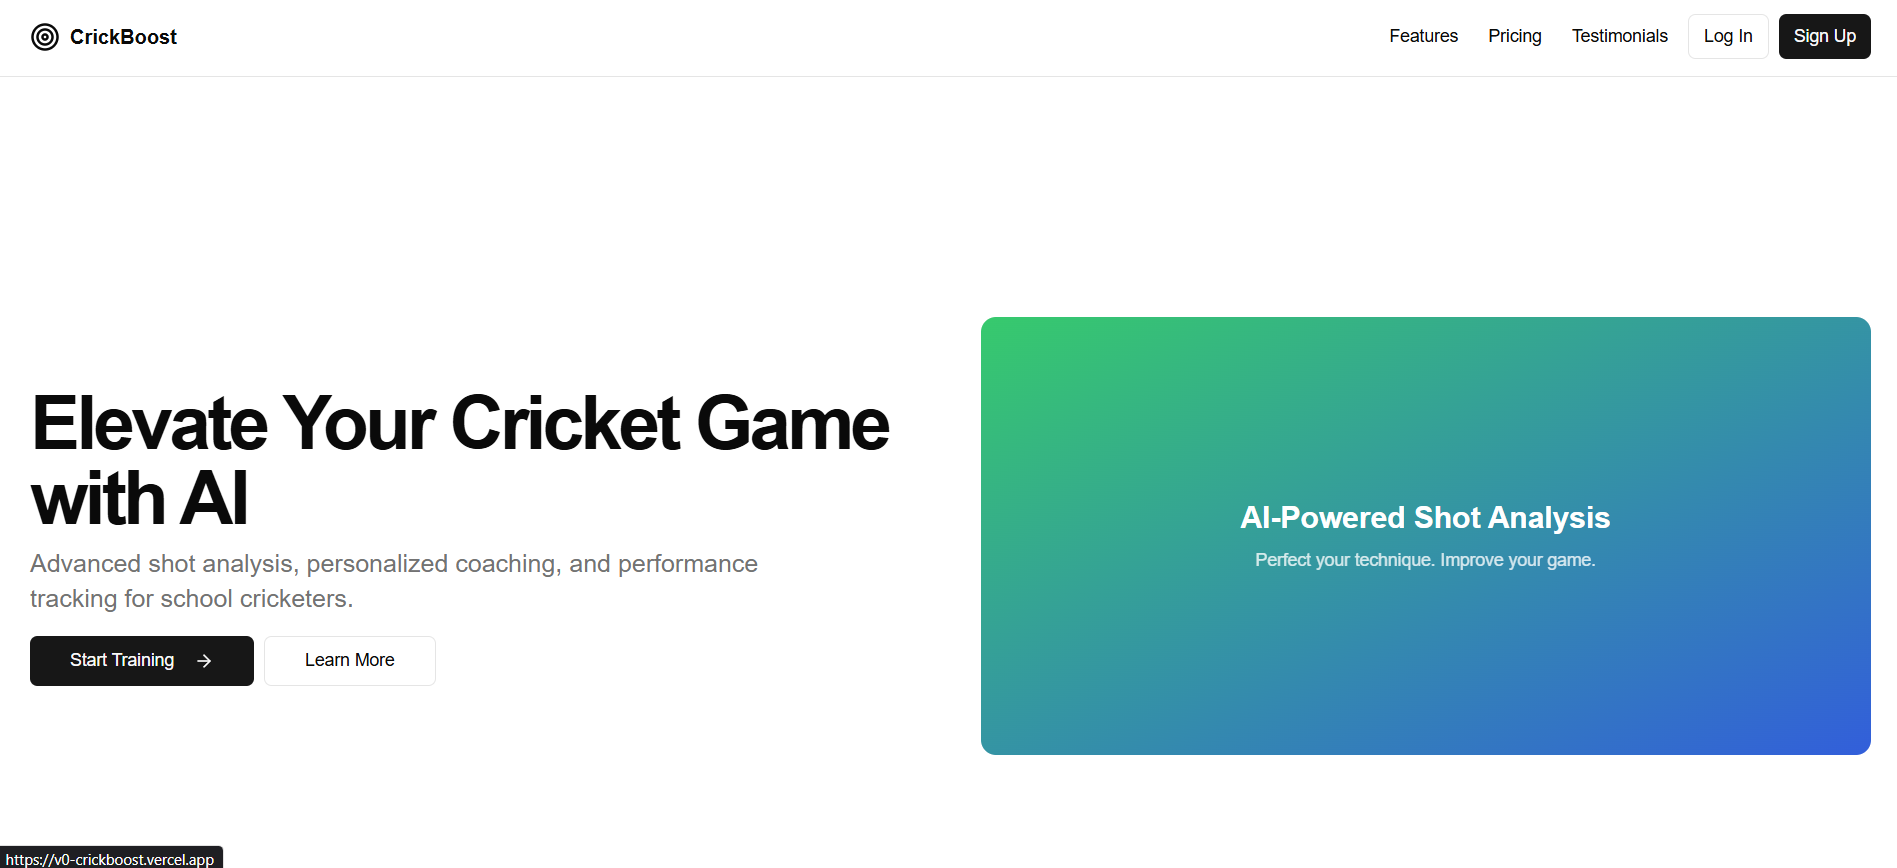 CrickBoost
Features
Pricing
Testimonials
Log In
Sign Up
Elevate Your Cricket Game
with AI
Advanced shot analysis, personalized coaching, and performance
tracking for school cricketers.
Start Training
Learn More
AI-Powered Shot Analysis
Perfect your technique. Improve your game.
https://v0-crickboost.vercel.app